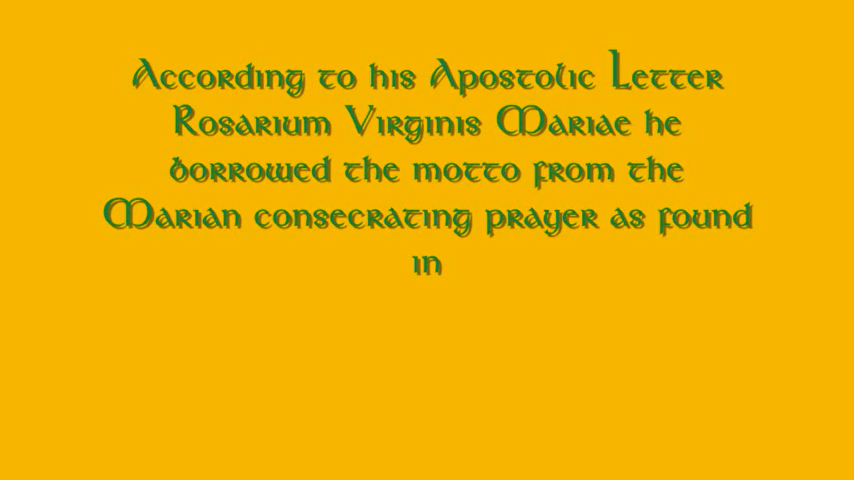 According to his Apostolic Letter
Rosarium Virginis Mariae he
borrowed the motto from the
Marian consecrating prayer as found
in